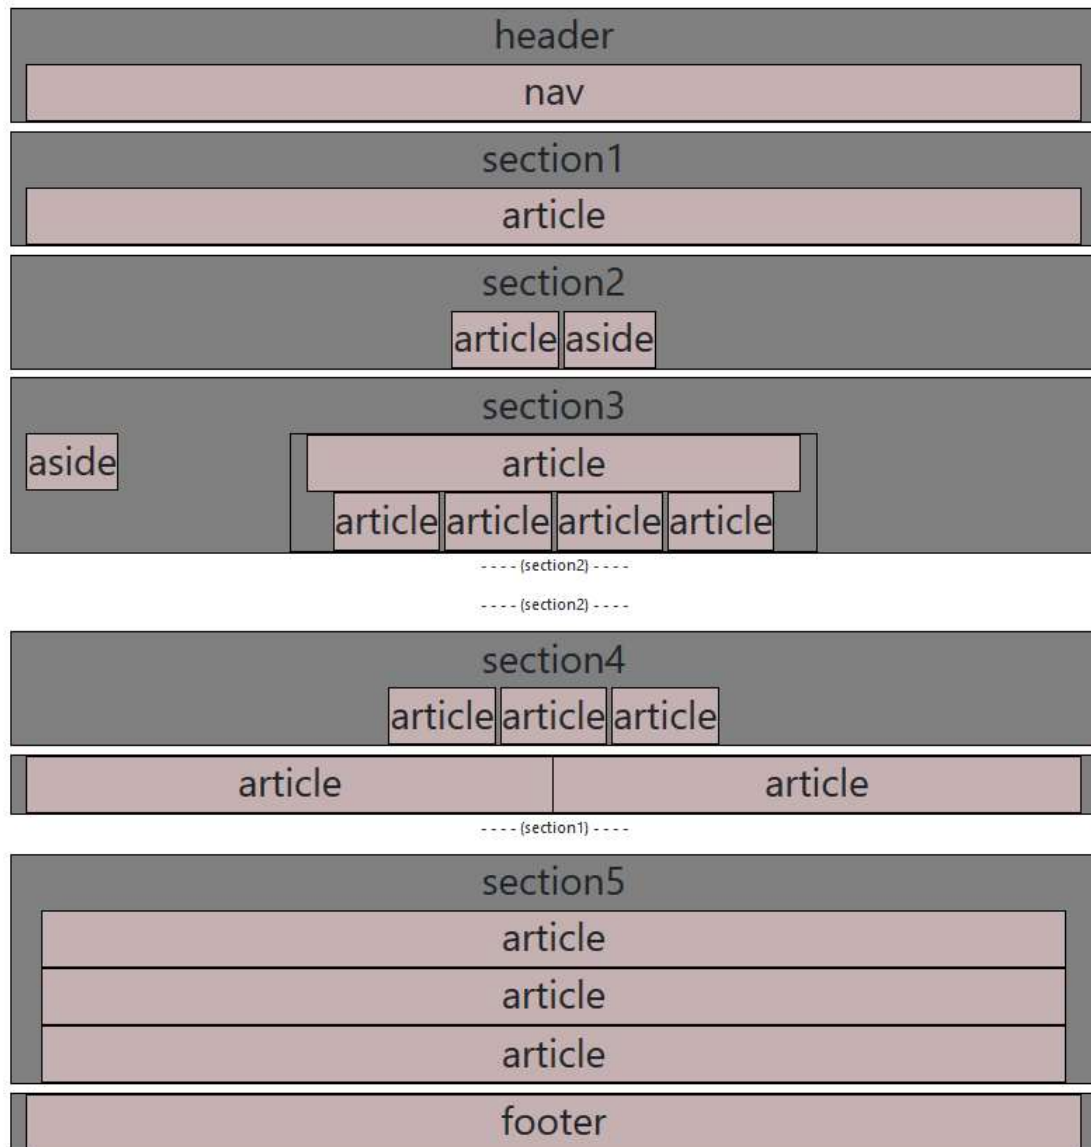 header
nav
section1
article
section2
article aside
section3
aside article
article article article article
- - - - (section2) - - - -
- - - - (section2) - - - -
section4
article article article
article article
- - - - (section1) - - - -
section5
article
article
article
footer